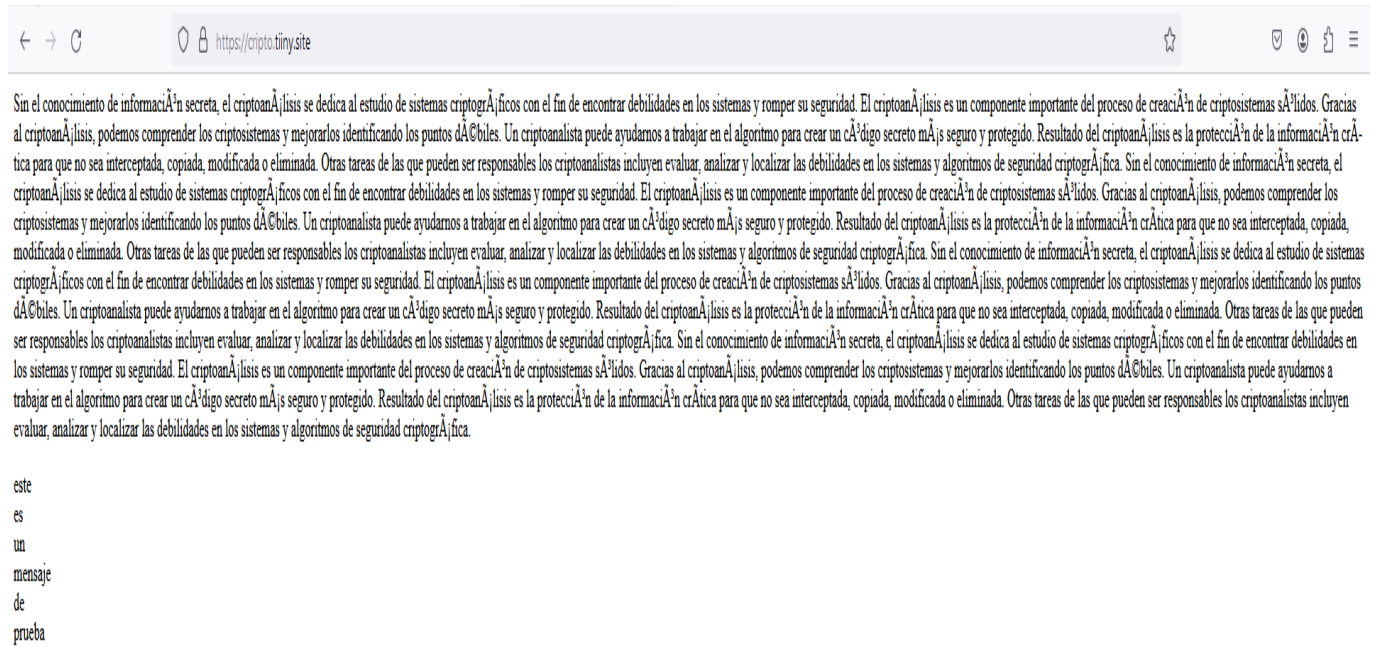 https://cripto.tiiny.site
Sin el conocimiento de informaciÃ³n secreta, el criptoanÃ¡lisis se dedica al estudio de sistemas criptogrÃ¡ficos con el fin de encontrar debilidades en los sistemas y romper su seguridad. El criptoanÃ¡lisis es un componente importante del proceso de creaciÃ³n de criptosistemas sÃ³lidos. Gracias
al criptoanÃ¡lisis, podemos comprender los criptosistemas y mejorarlos identificando los puntos dÃ©biles. Un criptoanalista puede ayudarnos a trabajar en el algoritmo para crear un cÃ³digo secreto mÃ¡s seguro y protegido. Resultado del criptoanÃ¡lisis es la protecciÃ³n de la informaciÃ³n crÃ-
tica para que no sea interceptada, copiada, modificada o eliminada. Otras tareas de las que pueden ser responsables los criptoanalistas incluyen evaluar, analizar y localizar las debilidades en los sistemas y algoritmos de seguridad criptogrÃ¡fica. Sin el conocimiento de informaciÃ³n secreta, el
criptoanÃ¡lisis se dedica al estudio de sistemas criptogrÃ¡ficos con el fin de encontrar debilidades en los sistemas y romper su seguridad. El criptoanÃ¡lisis es un componente importante del proceso de creaciÃ³n de criptosistemas sÃ³lidos. Gracias al criptoanÃ¡lisis, podemos comprender los
criptosistemas y mejorarlos identificando los puntos dÃ©biles. Un criptoanalista puede ayudarnos a trabajar en el algoritmo para crear un cÃ³digo secreto mÃ¡s seguro y protegido. Resultado del criptoanÃ¡lisis es la protecciÃ³n de la informaciÃ³n crÃtica para que no sea interceptada, copiada,
modificada o eliminada. Otras tareas de las que pueden ser responsables los criptoanalistas incluyen evaluar, analizar y localizar las debilidades en los sistemas y algoritmos de seguridad criptogrÃ¡fica. Sin el conocimiento de informaciÃ³n secreta, el criptoanÃ¡lisis se dedica al estudio de sistemas
criptogrÃ¡ficos con el fin de encontrar debilidades en los sistemas y romper su seguridad. El criptoanÃ¡lisis es un componente importante del proceso de creaciÃ³n de criptosistemas sÃ³lidos. Gracias al criptoanÃ¡lisis, podemos comprender los criptosistemas y mejorarlos identificando los puntos
dÃ©biles. Un criptoanalista puede ayudarnos a trabajar en el algoritmo para crear un cÃ³digo secreto mÃ¡s seguro y protegido. Resultado del criptoanÃ¡lisis es la protecciÃ³n de la informaciÃ³n crÃtica para que no sea interceptada, copiada, modificada o eliminada. Otras tareas de las que pueden
ser responsables los criptoanalistas incluyen evaluar, analizar y localizar las debilidades en los sistemas y algoritmos de seguridad criptogrÃ¡fica. Sin el conocimiento de informaciÃ³n secreta, el criptoanÃ¡lisis se dedica al estudio de sistemas criptogrÃ¡ficos con el fin de encontrar debilidades en
los sistemas y romper su seguridad. El criptoanÃ¡lisis es un componente importante del proceso de creaciÃ³n de criptosistemas sÃ³lidos. Gracias al criptoanÃ¡lisis, podemos comprender los criptosistemas y mejorarlos identificando los puntos dÃ©biles. Un criptoanalista puede ayudarnos a
trabajar en el algoritmo para crear un cÃ³digo secreto mÃ¡s seguro y protegido. Resultado del criptoanÃ¡lisis es la protecciÃ³n de la informaciÃ³n crÃtica para que no sea interceptada, copiada, modificada o eliminada. Otras tareas de las que pueden ser responsables los criptoanalistas incluyen
evaluar, analizar y localizar las debilidades en los sistemas y algoritmos de seguridad criptogrÃ¡fica.
este
es
un
mensaje
de
prueba